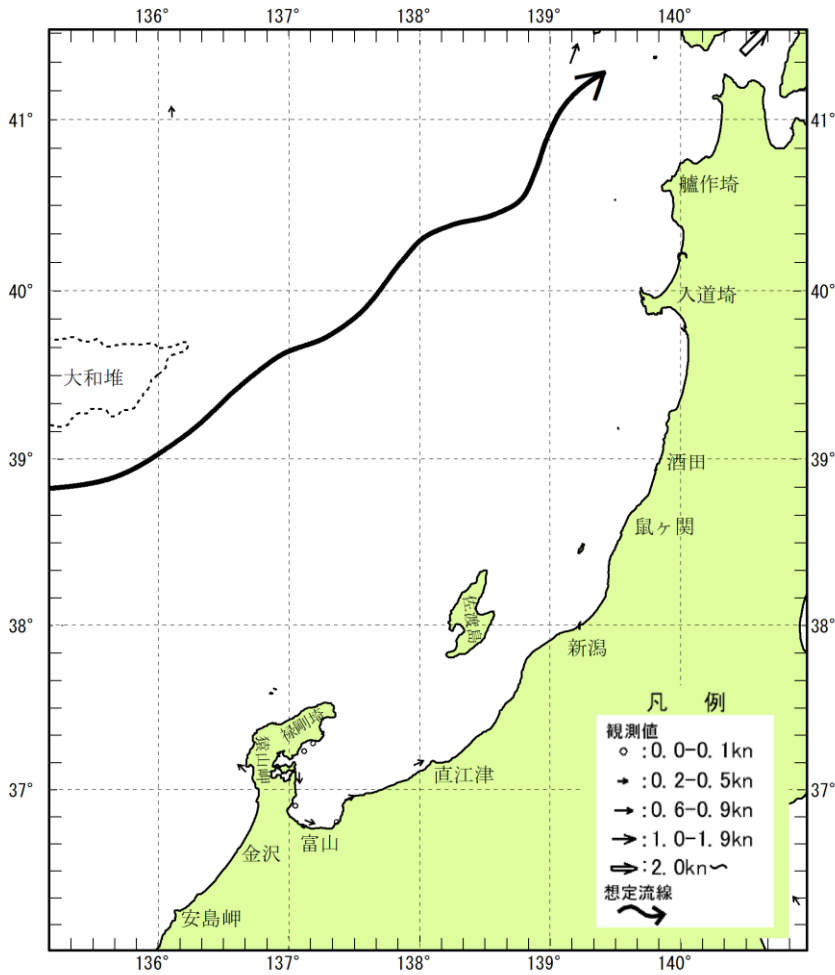 136° 137° 138° 139° 140°
41° 41°
艫作埼
40° 入道埼 40°
大和堆
39° 酒田 39°
鼠ヶ関
佐渡島
38° 38°
新潟
禄剛埼
猿山岬
37° 直江津 37°
富山
金沢
安島岬
凡 例
観測値
:0.0-0.1kn
:0.2-0.5kn
:0.6-0.9kn
:1.0-1.9kn
:2.0kn〜
想定流線
136° 137° 138° 139° 140°